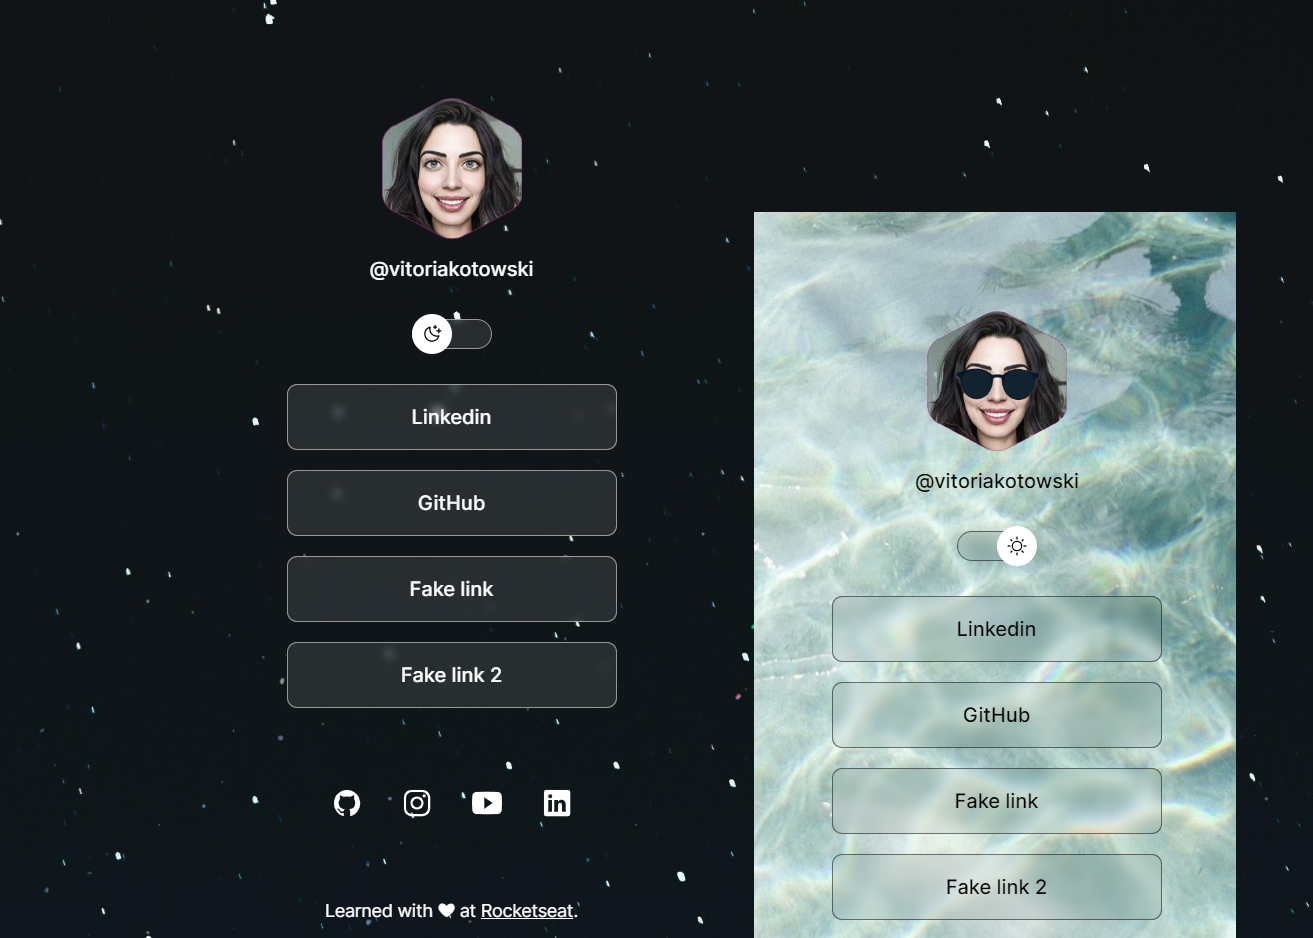 @vitoriakotowski
Linkedin
GitHub
Fake link
Fake link 2
Learned with ♥ at Rocketseat.
@vitoriakotowski
Linkedin
GitHub
Fake link
Fake link 2